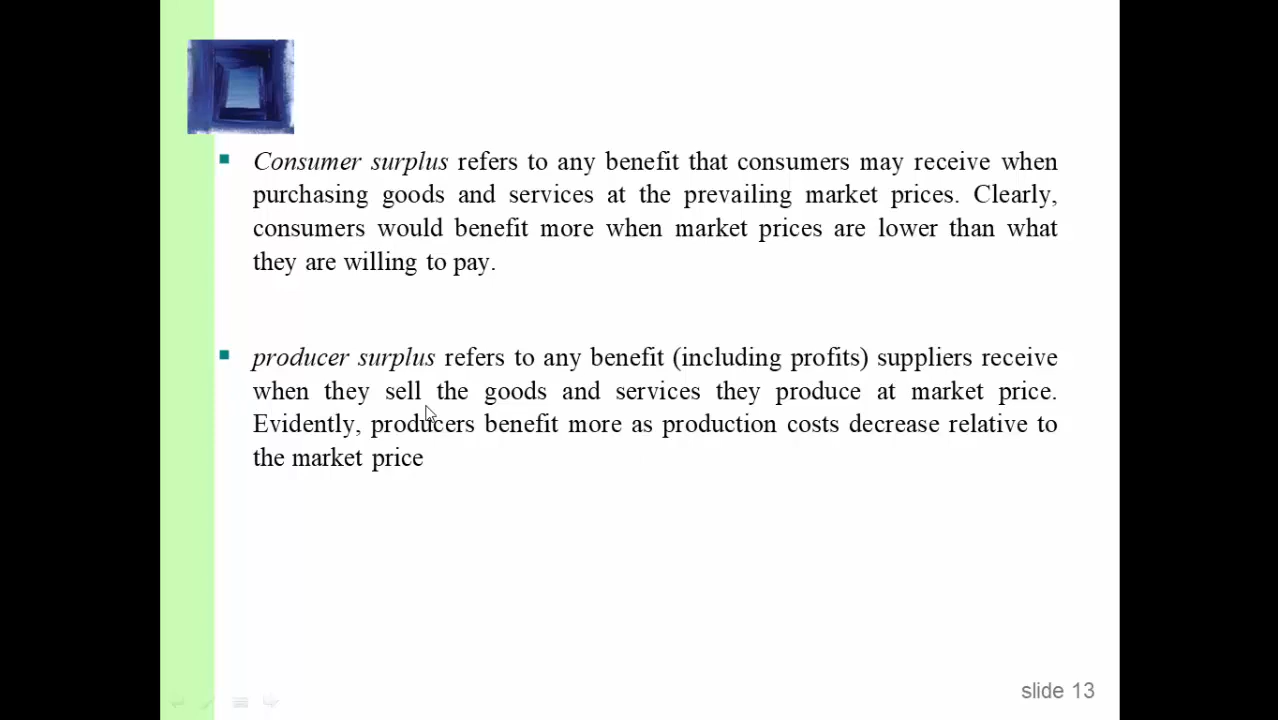 Consumer surplus refers to any benefit that consumers may receive when
purchasing goods and services at the prevailing market prices. Clearly,
consumers would benefit more when market prices are lower than what
they are willing to pay.
producer surplus refers to any benefit (including profits) suppliers receive
when they sell the goods and services they produce at market price.
Evidently, producers benefit more as production costs decrease relative to
the market price
slide 13